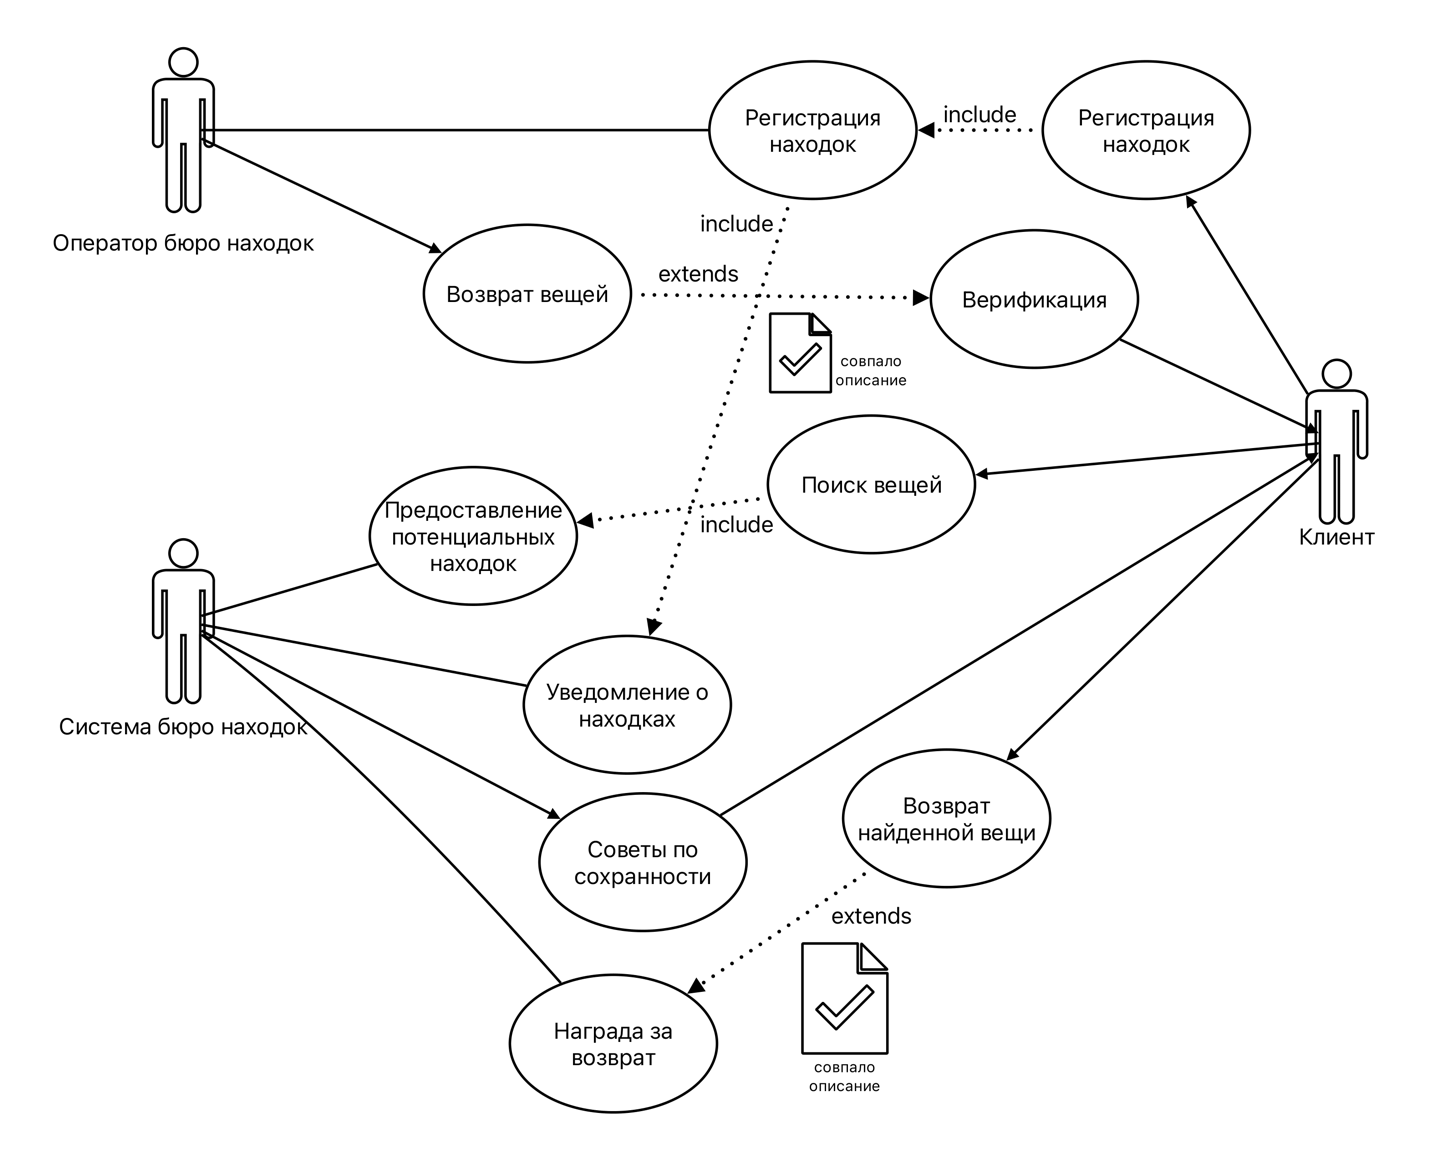 Регистрация
находок
include
Регистрация
находок
Оператор бюро находок
include
Возврат вещей
extends
Верификация
совпало
описание
Поиск вещей
Предоставление
потенциальных
находок
include
Клиент
Система бюро находок
Уведомление о
находках
Возврат
найденной вещи
Советы по
сохранности
extends
Награда за
возврат
совпало
описание